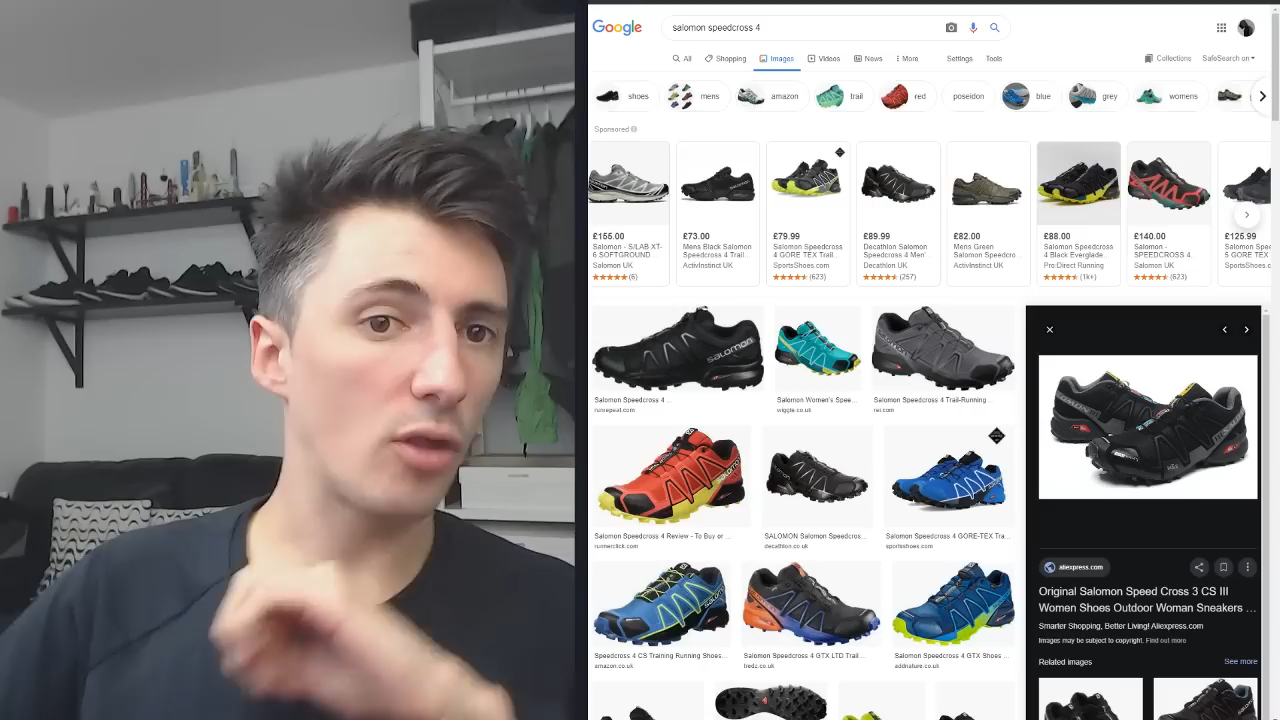 Google
salomon speedcross 4
All
Shopping
Images
Videos
News
More
Settings
Tools
Collections
SafeSearch on
shoes
mens
amazon
trail
red
poseidon
blue
grey
womens
Sponsored
£155.00
Salomon - S/LAB XT-
6 SOFTGROUND
Salomon UK
(6)
£73.00
Mens Black Salomon
Speedcross 4 Trail...
ActivInstinct UK
£79.99
Salomon Speedcross
4 GORE TEX Trail...
SportsShoes.com
(623)
£89.99
Decathlon Salomon
Speedcross 4 Men'...
Decathlon UK
(257)
£82.00
Mens Green
Salomon Speedcro...
ActivInstinct UK
£88.00
Salomon Speedcross
4 Black Everglade...
Pro:Direct Running
(1k+)
£140.00
Salomon -
SPEEDCROSS 4...
Salomon UK
(623)
£125.99
Salomon Spee
4 GORE TEX
SportsShoes.c
Salomon Speedcross 4 ...
runrepeat.com
Salomon Women's Spee...
wiggle.co.uk
Salomon Speedcross 4 Trail-Running ...
rei.com
Salomon Speedcross 4 Review - To Buy or ...
runnerclick.com
SALOMON Salomon Speedcros...
decathlon.co.uk
Salomon Speedcross 4 GORE-TEX Tra...
sportsshoes.com
Speedcross 4 CS Training Running Shoes...
amazon.co.uk
Salomon Speedcross 4 GTX LTD Trail...
fredz.co.uk
Salomon Speedcross 4 GTX Shoes ...
addnature.co.uk
aliexpress.com
Original Salomon Speed Cross 3 CS III
Women Shoes Outdoor Woman Sneakers ...
Smarter Shopping, Better Living! Aliexpress.com
Images may be subject to copyright. Find out more
Related images
See more